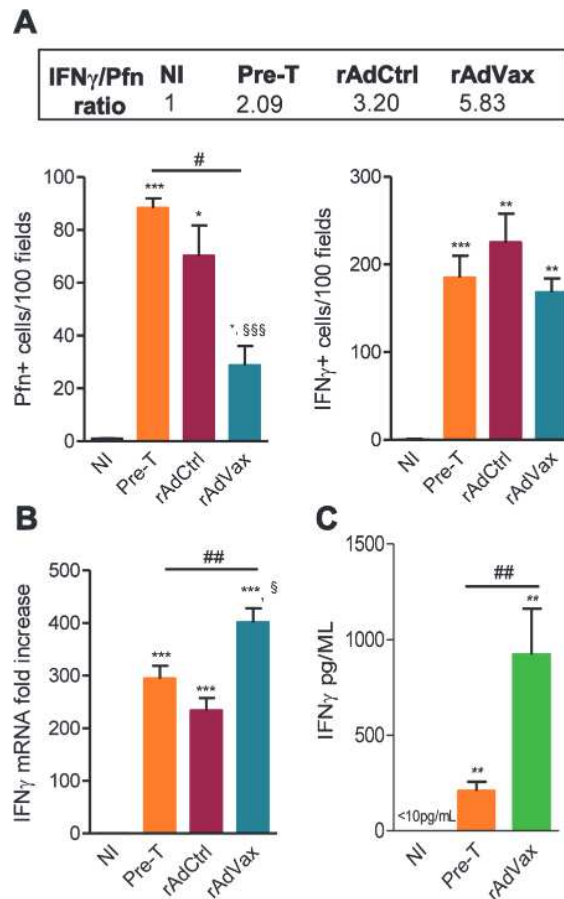 A
IFNγ/Pfn ratio NI Pre-T rAdCtrl rAdVax
1 2.09 3.20 5.83
Pfn+ cells/100 fields
100
80
60
40
20
0
#
***
*
*, §§§
NI
Pre-T
rAdCtrl
rAdVax
IFNγ+ cells/100 fields
300
200
100
0
***
**
**
NI
Pre-T
rAdCtrl
rAdVax
B
IFNγ mRNA fold increase
500
400
300
200
100
0
##
***
***
***, §
NI
Pre-T
rAdCtrl
rAdVax
C
IFNγ pg/ML
1500
1000
500
0
##
<10pg/mL
**
**
NI
Pre-T
rAdVax